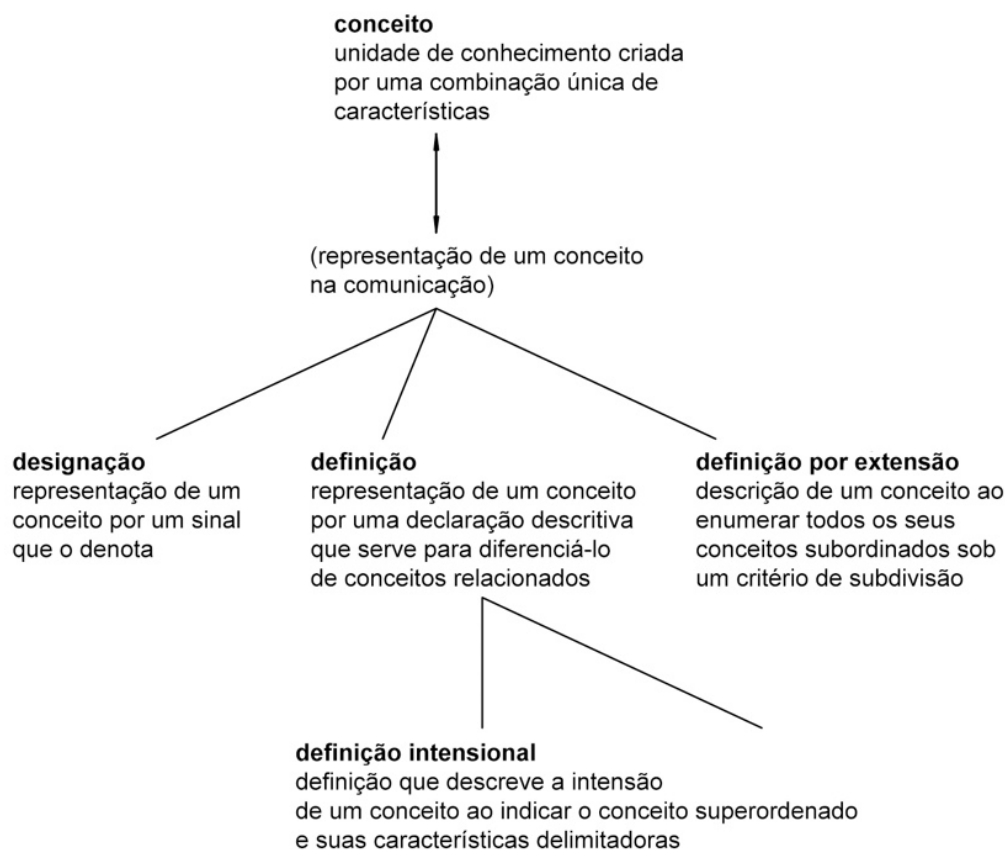 conceito
unidade de conhecimento criada
por uma combinação única de
características
(representação de um conceito
na comunicação)
designação
representação de um
conceito por um sinal
que o denota
definição
representação de um conceito
por uma declaração descritiva
que serve para diferenciá-lo
de conceitos relacionados
definição por extensão
descrição de um conceito ao
enumerar todos os seus
conceitos subordinados sob
um critério de subdivisão
definição intensional
definição que descreve a intensão
de um conceito ao indicar o conceito superordenado
e suas características delimitadoras